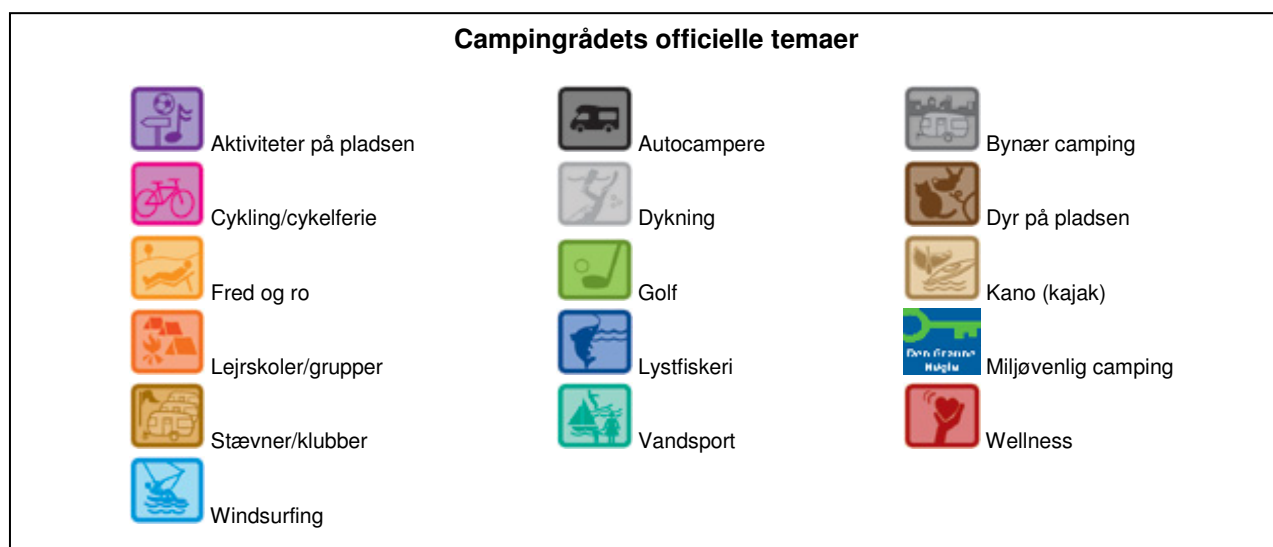 Campingrådets officielle temaer
Aktiviteter på pladsen
Autocampere
Bynær camping
Cykling/cykelferie
Dykning
Dyr på pladsen
Fred og ro
Golf
Kano (kajak)
Lejrskoler/grupper
Lystfiskeri
Den Grønne
Nøgle
Miljøvenlig camping
Stævner/klubber
Vandsport
Wellness
Windsurfing